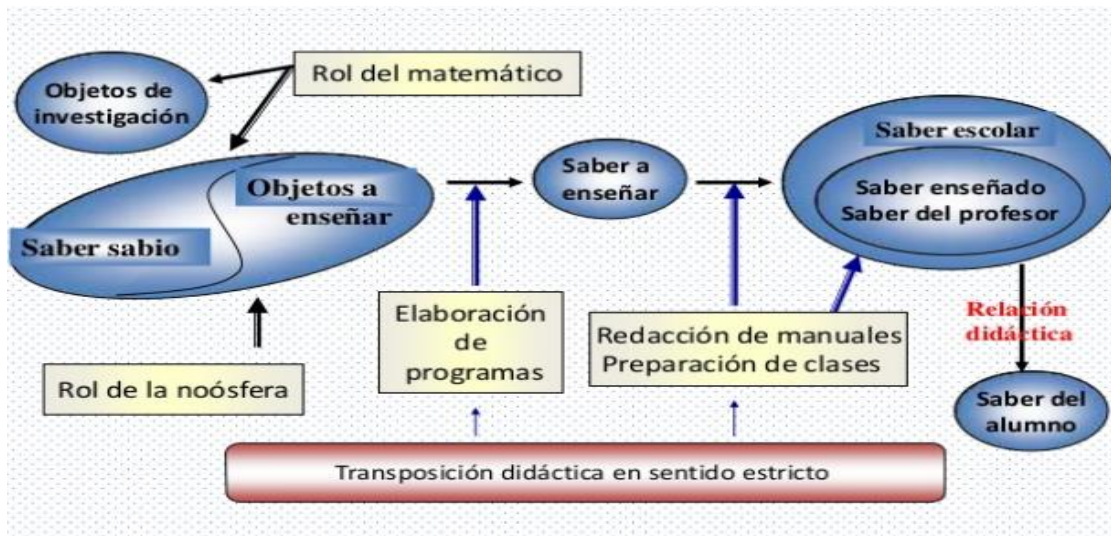 Objetos de
investigación
Rol del matemático
Saber sabio
Objetos a
enseñar
Saber a
enseñar
Saber escolar
Saber enseñado
Saber del profesor
Elaboración
de
programas
Redacción de manuales
Preparación de clases
Rol de la noósfera
Relación
didáctica
Saber del
alumno
Transposición didáctica en sentido estricto